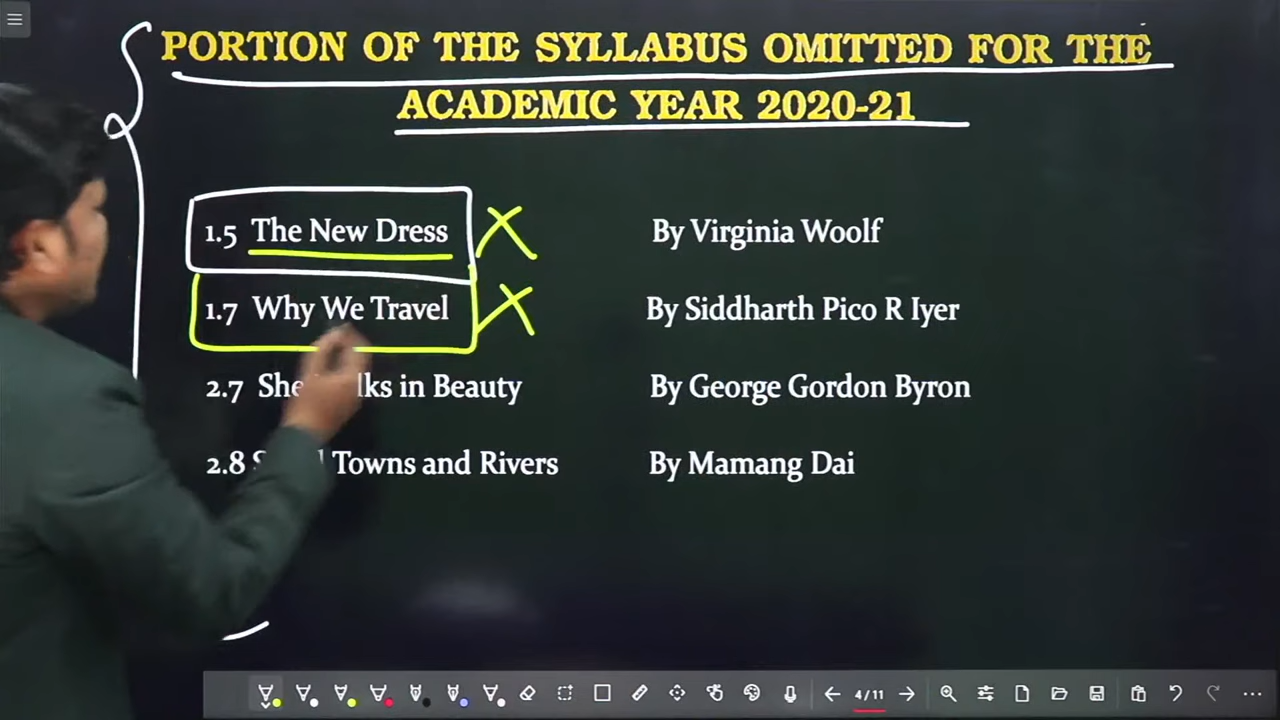 PORTION OF THE SYLLABUS OMITTED FOR THE
ACADEMIC YEAR 2020-21
1.5 The New Dress By Virginia Woolf
1.7 Why We Travel By Siddharth Pico R Iyer
2.7 in Beauty By George Gordon Byron
2.8 Towns and Rivers By Mamang Dai
4/11